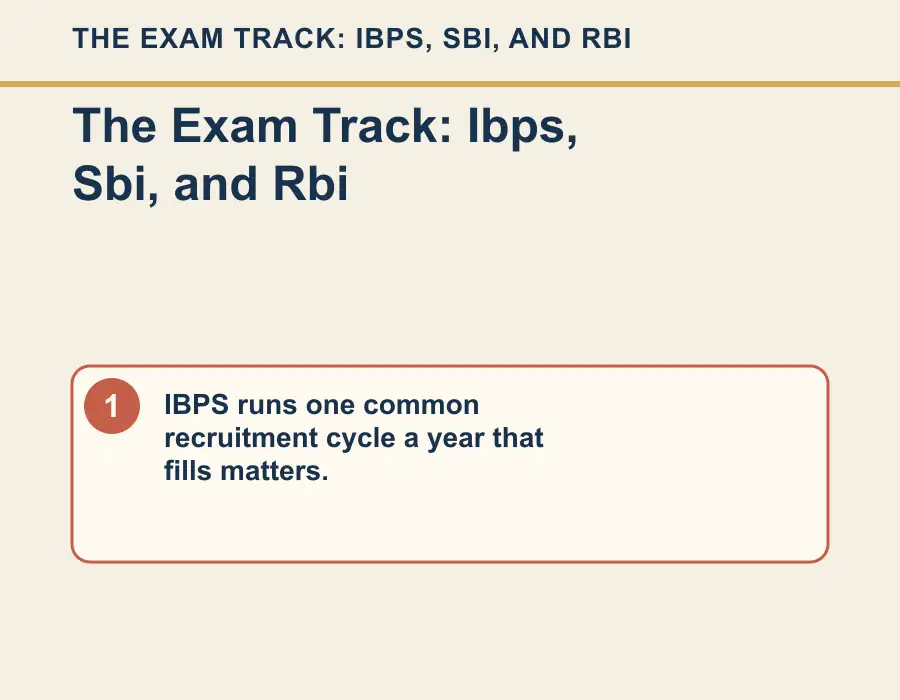 THE EXAM TRACK: IBPS, SBI, AND RBI
The Exam Track: Ibps,
Sbi, and Rbi
1
IBPS runs one common
recruitment cycle a year that
fills matters.